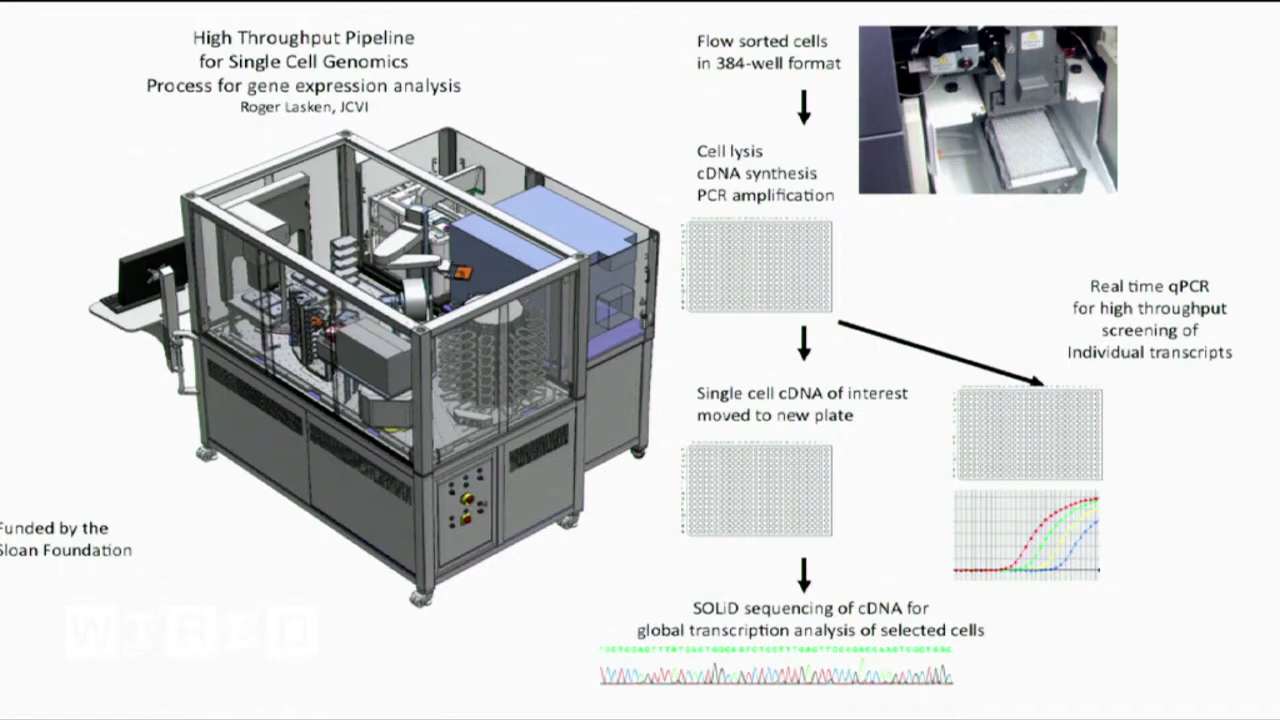 High Throughput Pipeline
for Single Cell Genomics
Process for gene expression analysis
Roger Lasken, JCVI
Flow sorted cells
in 384-well format
Cell lysis
cDNA synthesis
PCR amplification
Real time qPCR
for high throughput
screening of
Individual transcripts
Single cell cDNA of interest
moved to new plate
Funded by the
Sloan Foundation
SOLiD sequencing of cDNA for
global transcription analysis of selected cells
WIRED